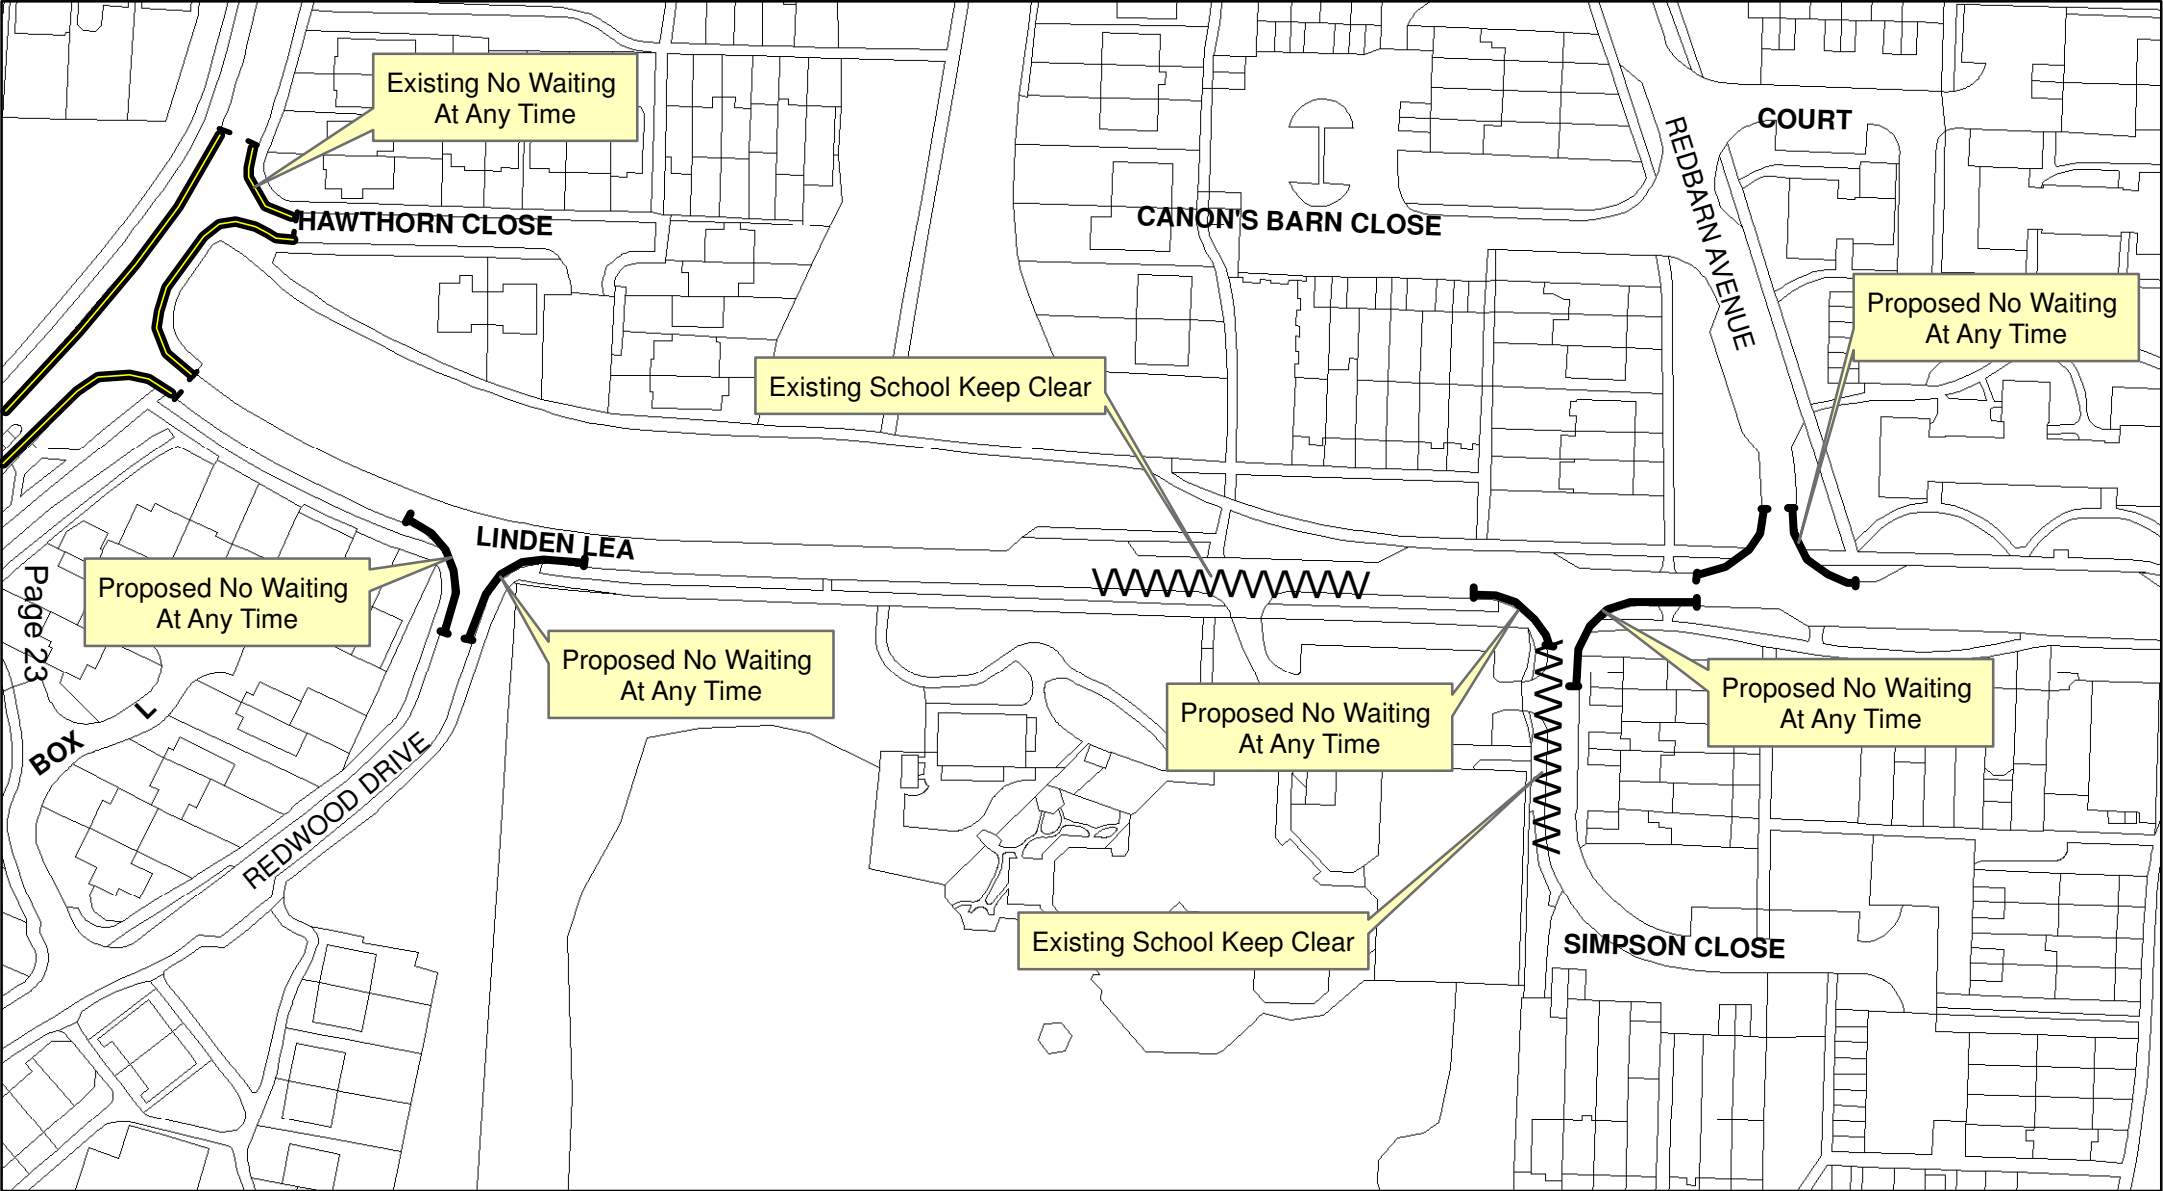 Existing No Waiting
At Any Time
COURT
REDBARN AVENUE
HAWTHORN CLOSE
CANON'S BARN CLOSE
Proposed No Waiting
At Any Time
Existing School Keep Clear
LINDEN LEA
Proposed No Waiting
At Any Time
Page 23
Proposed No Waiting
At Any Time
Proposed No Waiting
At Any Time
Proposed No Waiting
At Any Time
BOX L
REDWOOD DRIVE
Existing School Keep Clear
SIMPSON CLOSE